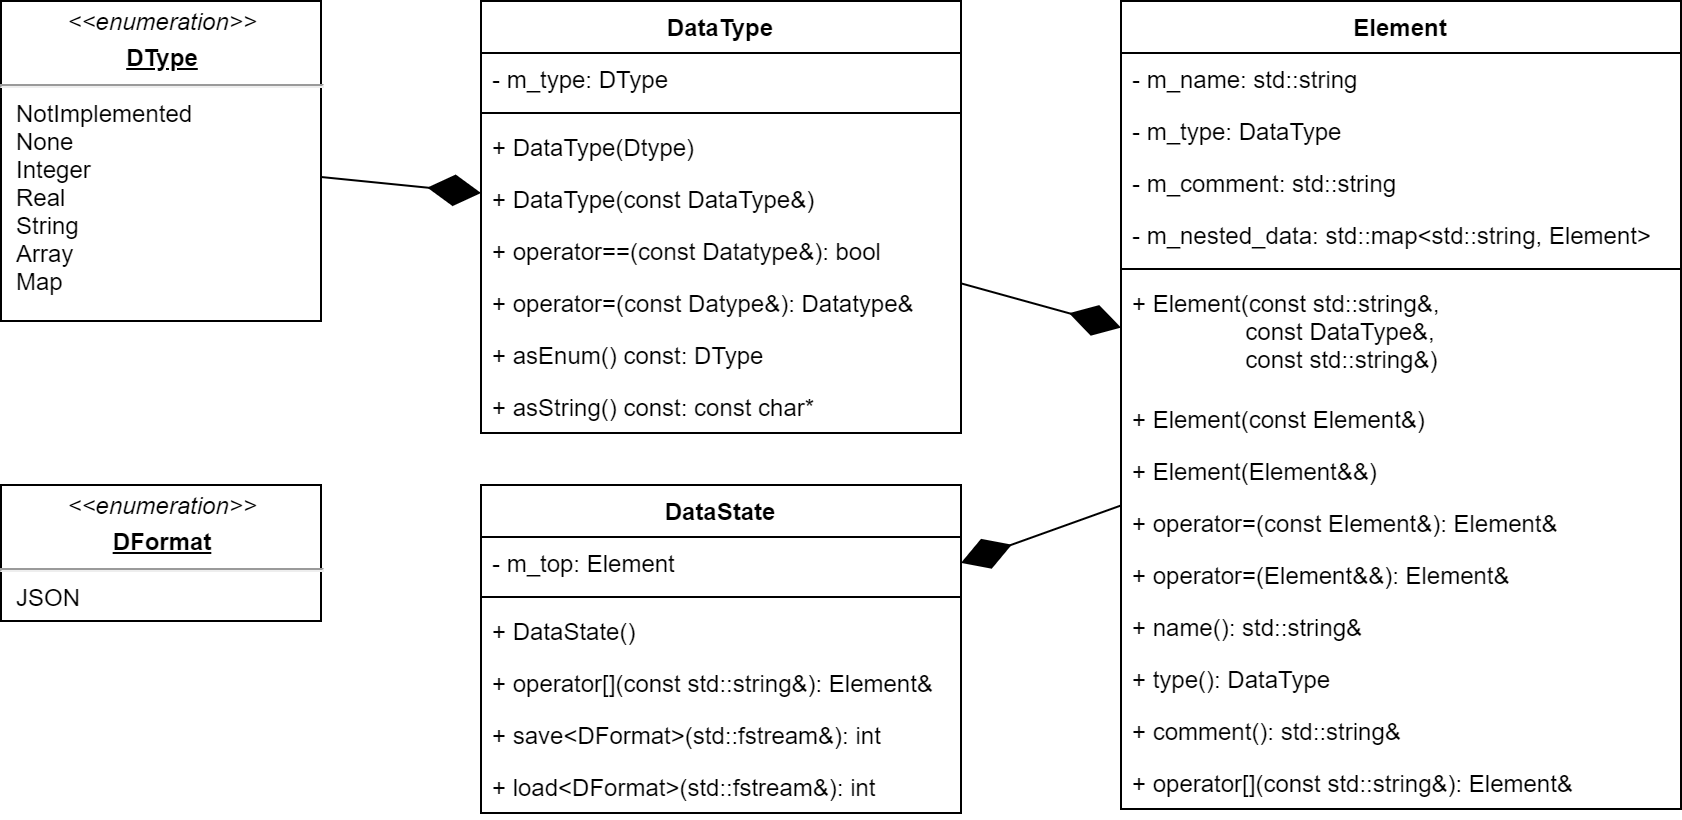 <<enumeration>>
DType
NotImplemented
None
Integer
Real
String
Array
Map
DataType
- m_type: DType
+ DataType(Dtype)
+ DataType(const DataType&)
+ operator==(const Datatype&): bool
+ operator=(const Datype&): Datatype&
+ asEnum() const: DType
+ asString() const: const char*
Element
- m_name: std::string
- m_type: DataType
- m_comment: std::string
- m_nested_data: std::map<std::string, Element>
+ Element(const std::string&,
const DataType&,
const std::string&)
+ Element(const Element&)
+ Element(Element&&)
+ operator=(const Element&): Element&
+ operator=(Element&&): Element&
+ name(): std::string&
+ type(): DataType
+ comment(): std::string&
+ operator[](const std::string&): Element&
<<enumeration>>
DFormat
JSON
DataState
- m_top: Element
+ DataState()
+ operator[](const std::string&): Element&
+ save<DFormat>(std::fstream&): int
+ load<DFormat>(std::fstream&): int